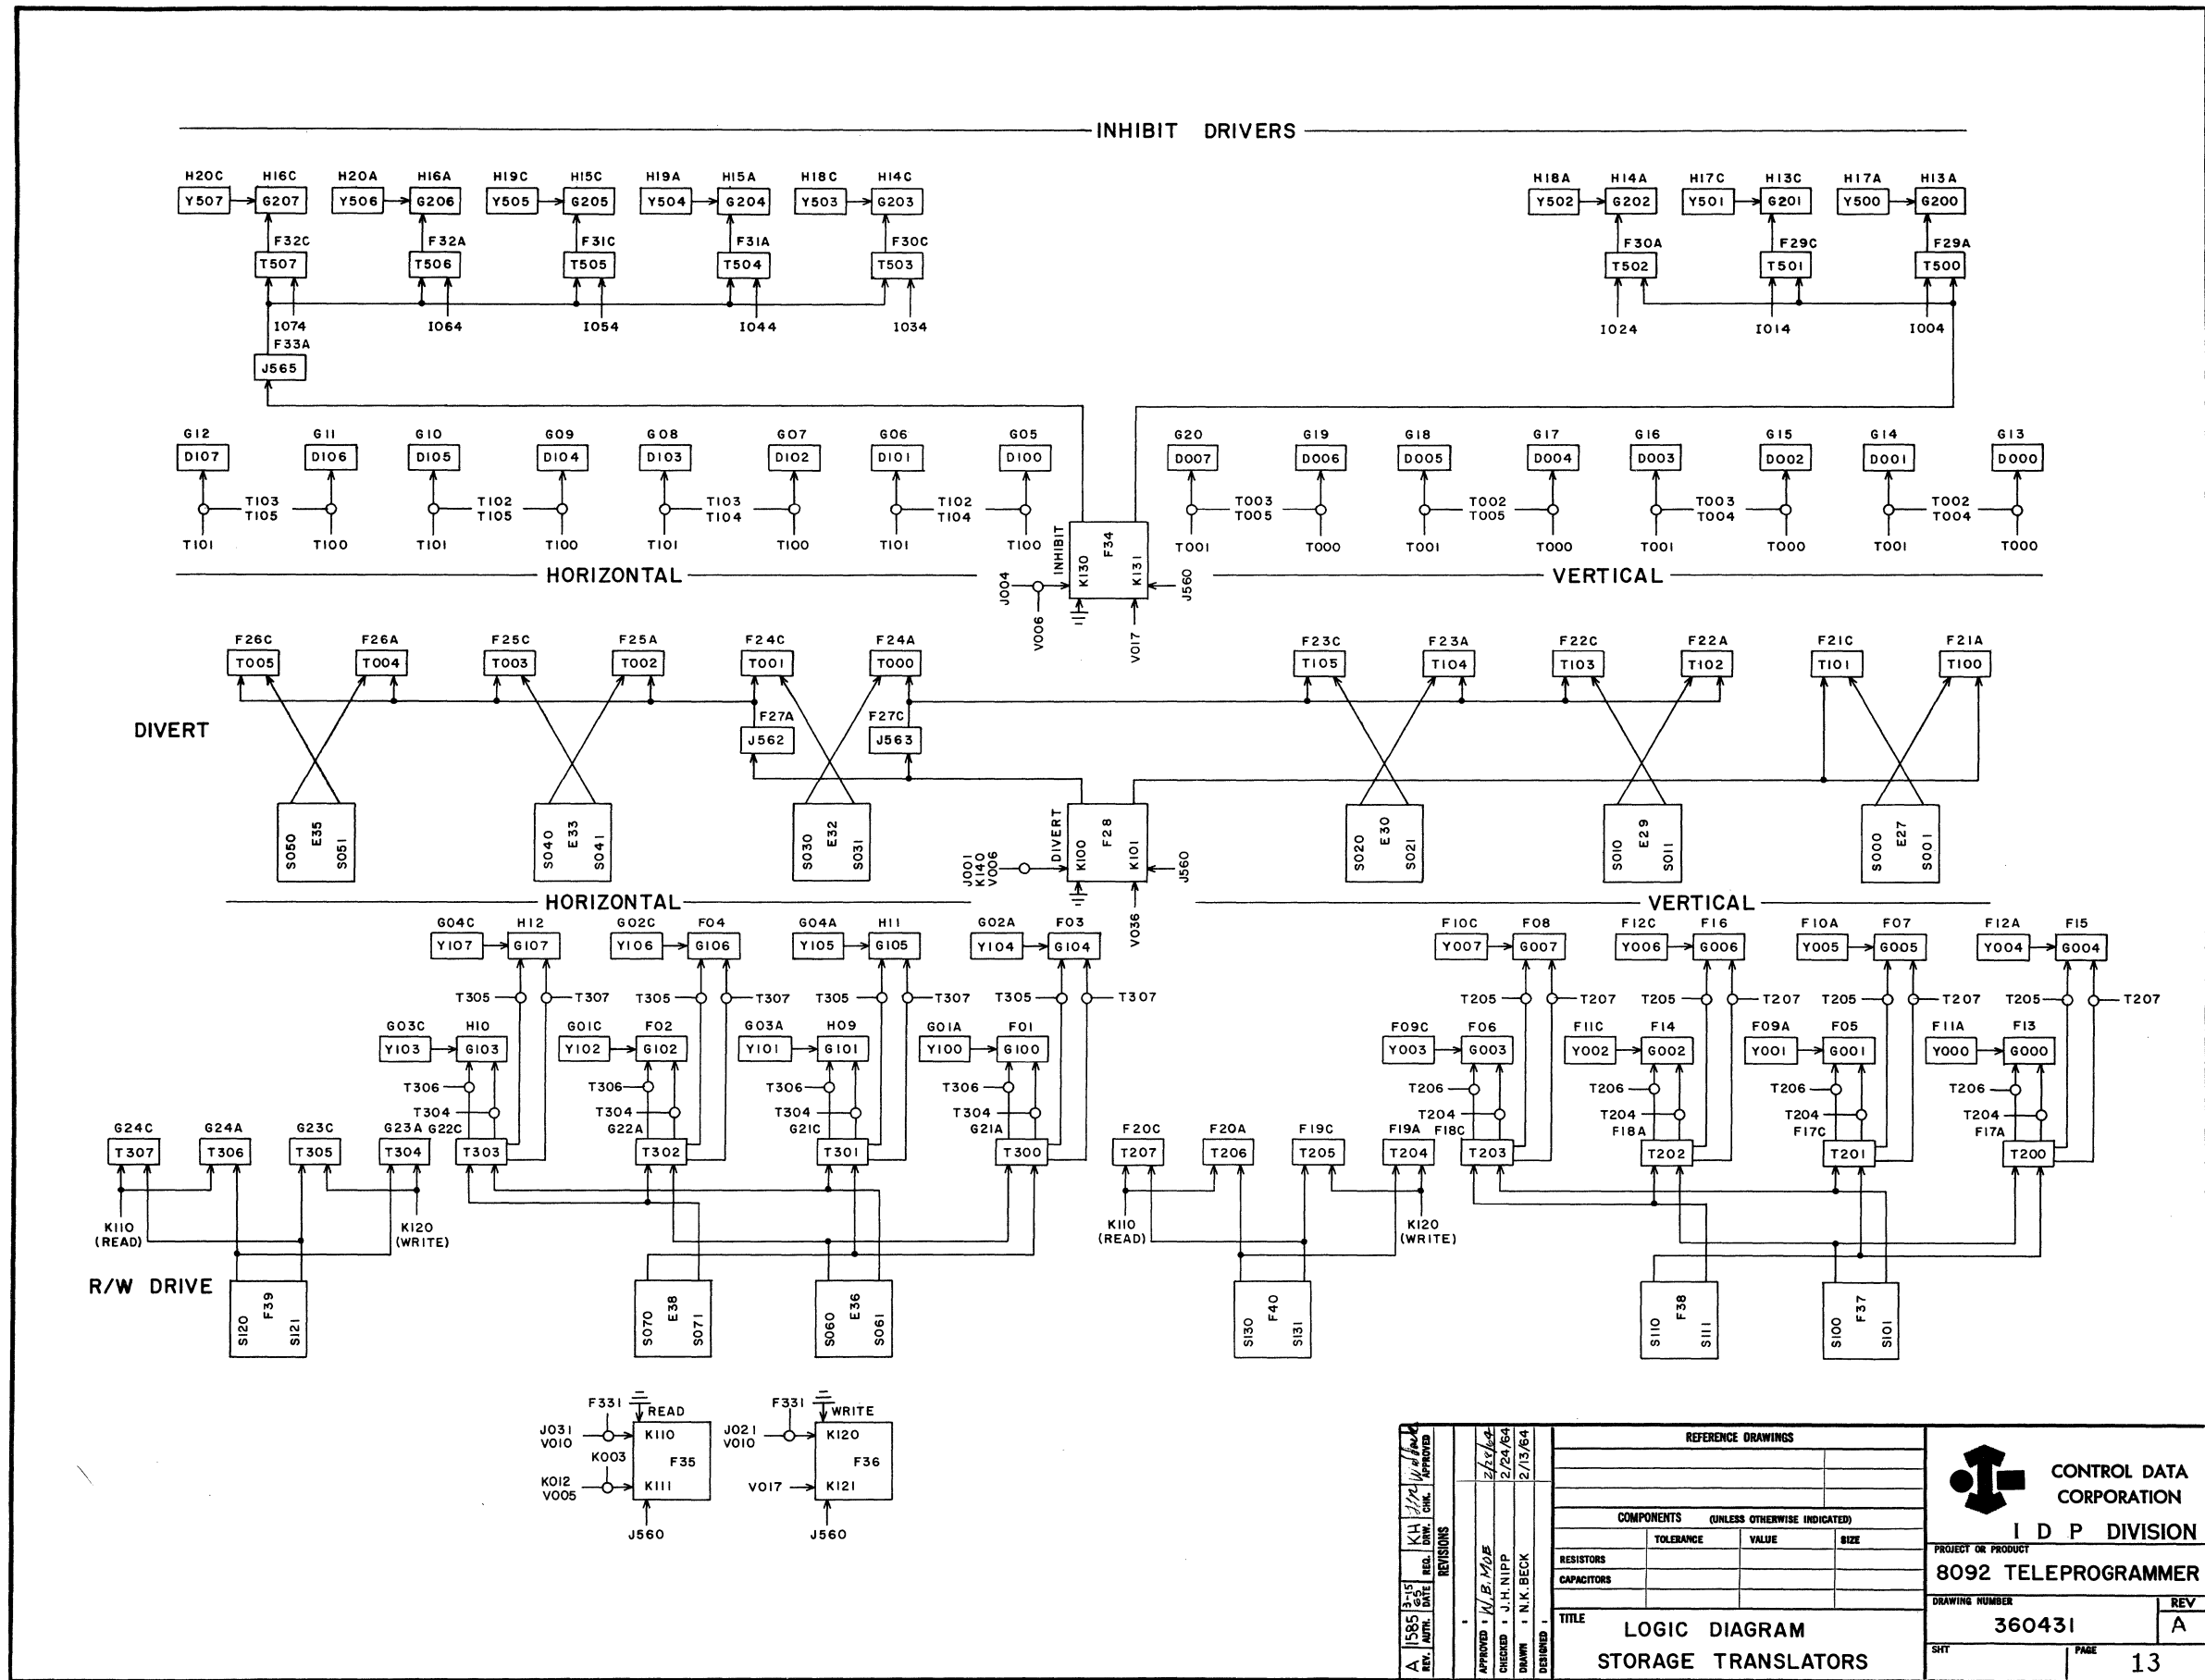 INHIBIT DRIVERS
H20C H16C H20A H16A H19C H15C H19A H15A H18C H14C H18A H14A H17C H13C H17A H13A
Y507 G207 Y506 G206 Y505 G205 Y504 G204 Y503 G203 Y502 G202 Y501 G201 Y500 G200
F32C F32A F31C F31A F30C F30A F29C F29A
T507 T506 T505 T504 T503 T502 T501 T500
I074 I064 I054 I044 I034 I024 I014 I004
F33A
J565
G12 G11 G10 G09 G08 G07 G06 G05 G20 G19 G18 G17 G16 G15 G14 G13
D107 D106 D105 D104 D103 D102 D101 D100 D007 D006 D005 D004 D003 D002 D001 D000
T103 T102 T103 T102 T003 T002 T003 T002
T105 T105 T104 T104 T005 T005 T004 T004
T101 T100 T101 T100 T101 T100 T101 T100 T001 T000 T001 T000 T001 T000 T001 T000
INHIBIT K130 F34 K131
J004 V006 V017 J560
HORIZONTAL VERTICAL
F26C F26A F25C F25A F24C F24A F23C F23A F22C F22A F21C F21A
T005 T004 T003 T002 T001 T000 T105 T104 T103 T102 T101 T100
F27A F27C
DIVERT
J562 J563
S050 E35 S051 S040 E33 S041 S030 E32 S031 DIVERT K100 F28 K101 S020 E30 S021 S010 E29 S011 S000 E27 S001
J001 K140 V006 V036 J560
HORIZONTAL VERTICAL
G04C H12 G02C F04 G04A H11 G02A F03 F10C F08 F12C F16 F10A F07 F12A F15
Y107 G107 Y106 G106 Y105 G105 Y104 G104 Y007 G007 Y006 G006 Y005 G005 Y004 G004
T305 T307 T305 T307 T305 T307 T305 T307 T205 T207 T205 T207 T205 T207 T205 T207
G03C H10 G01C F02 G03A H09 G01A F01 F09C F06 F11C F14 F09A F05 F11A F13
Y103 G103 Y102 G102 Y101 G101 Y100 G100 Y003 G003 Y002 G002 Y001 G001 Y000 G000
T306 T306 T306 T306 T206 T206 T206 T206
T304 T304 T304 T304 T204 T204 T204 T204
G24C G24A G23C G23A G22C G22A G21C G21A F20C F20A F19C F19A F18C F18A F17C F17A
T307 T306 T305 T304 T303 T302 T301 T300 T207 T206 T205 T204 T203 T202 T201 T200
K110 K120 K110 K120
(READ) (WRITE) (READ) (WRITE)
R/W DRIVE
S120 F39 S121 S070 E38 S071 S060 E36 S061 S130 F40 S131 S110 F38 S111 S100 F37 S101
F331 READ F331 WRITE
J031 K110 J021 K120
V010 V010
K003 F35 F36
K012 K111 V017 K121
V005
J560 J560
A 1585 3-15 65 KH
REV. AUTH. DATE REQ. DRW. CHK. APPROVED
REVISIONS
APPROVED : W.B. MOE 2/24/64
CHECKED : J.H. NIPP 2/24/64
DRAWN : N.K. BECK 2/13/64
DESIGNED :
REFERENCE DRAWINGS
COMPONENTS (UNLESS OTHERWISE INDICATED)
TOLERANCE VALUE SIZE
RESISTORS
CAPACITORS
TITLE
LOGIC DIAGRAM
STORAGE TRANSLATORS
CONTROL DATA
CORPORATION
I D P DIVISION
PROJECT OR PRODUCT
8092 TELEPROGRAMMER
DRAWING NUMBER REV
360431 A
SHT PAGE
13